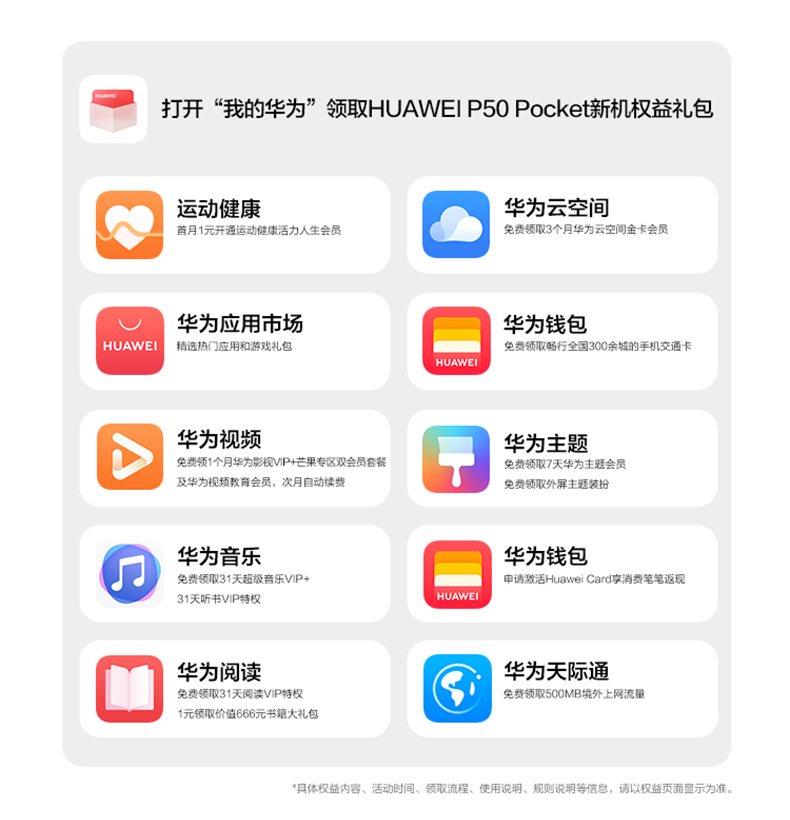 HUAWEI
打开“我的华为”领取HUAWEI P50 Pocket新机权益礼包
运动健康
首月1元开通运动健康活力人生会员
华为云空间
免费领取3个月华为云空间金卡会员
HUAWEI
华为应用市场
精选热门应用和游戏礼包
HUAWEI
华为钱包
免费领取畅行全国300余城的手机交通卡
华为视频
免费领1个月华为影视VIP+芒果专区双会员套餐
及华为视频教育会员，次月自动续费
华为主题
免费领取7天华为主题会员
免费领取外屏主题装扮
华为音乐
免费领取31天超级音乐VIP+
31天听书VIP特权
HUAWEI
华为钱包
申请激活Huawei Card享消费笔笔返现
华为阅读
免费领取31天阅读VIP特权
1元领取价值666元书籍大礼包
华为天际通
免费领取500MB境外上网流量
*具体权益内容、活动时间、领取流程、使用说明、规则说明等信息，请以权益页面显示为准。